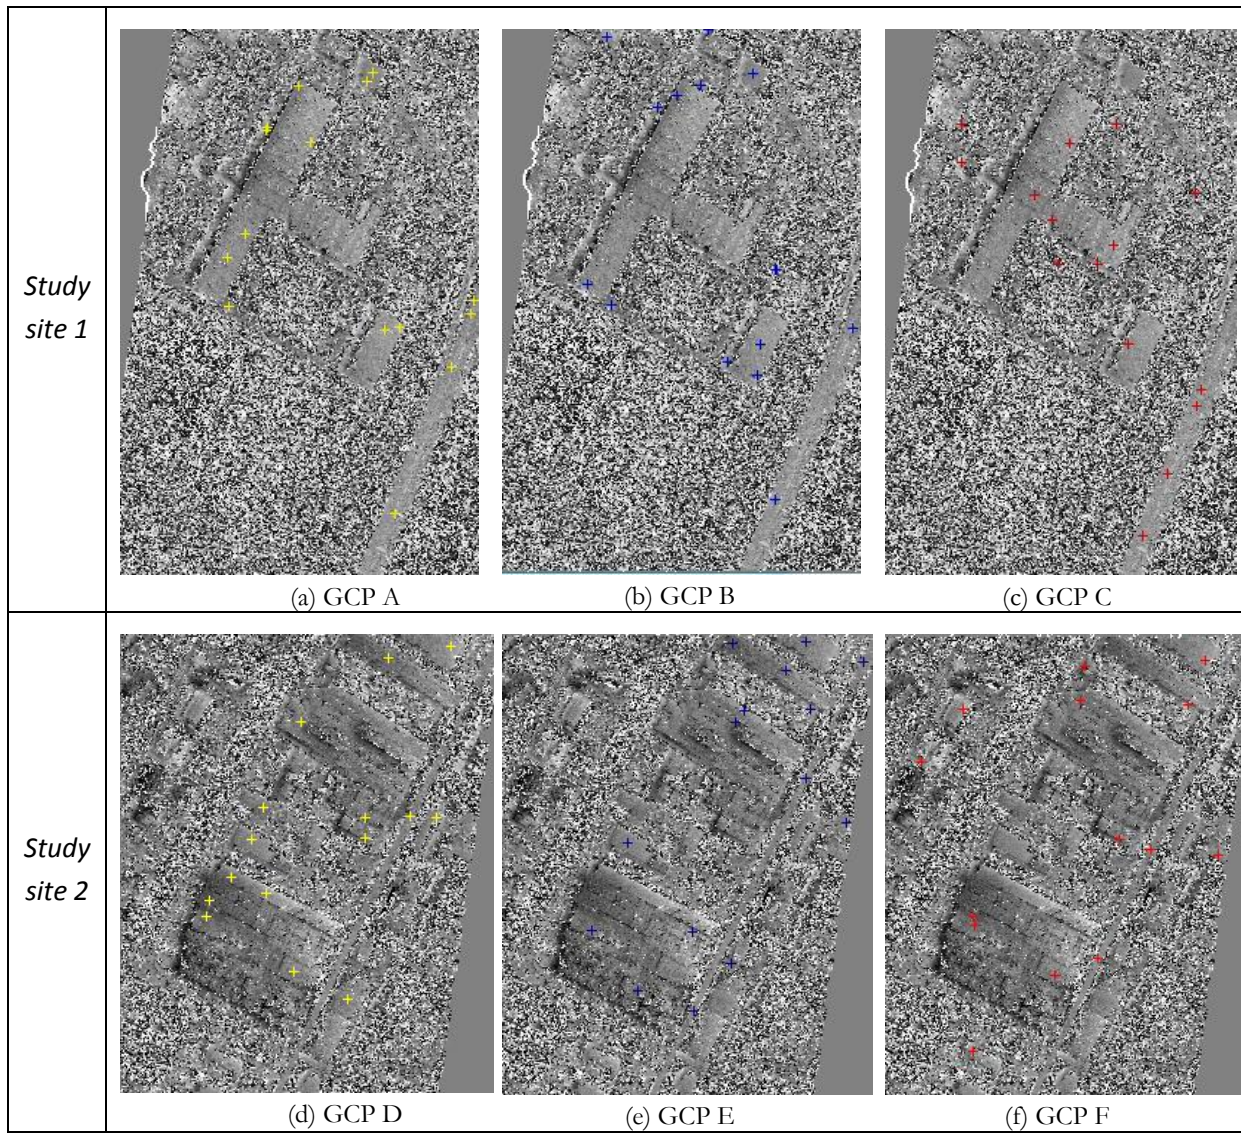 Study
site 1
(a) GCP A
(b) GCP B
(c) GCP C
Study
site 2
(d) GCP D
(e) GCP E
(f) GCP F